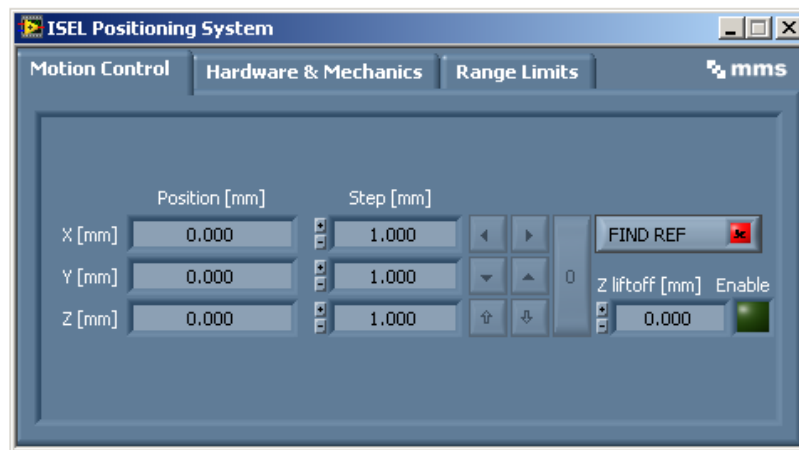 ISEL Positioning System
Motion Control Hardware & Mechanics Range Limits mms
Position [mm] Step [mm]
X [mm] 0.000 1.000 FIND REF
Y [mm] 0.000 1.000 0 Z liftoff [mm] Enable
Z [mm] 0.000 1.000 0.000